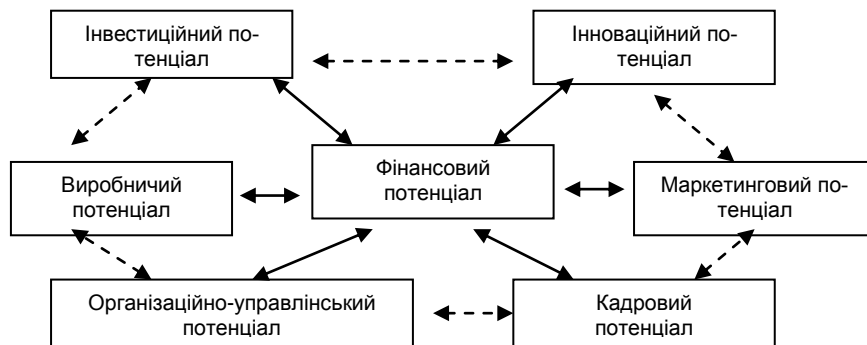 Інвестиційний по-
тенціал
Інноваційний по-
тенціал
Фінансовий
потенціал
Виробничий
потенціал
Маркетинговий по-
тенціал
Організаційно-управлінський
потенціал
Кадровий
потенціал